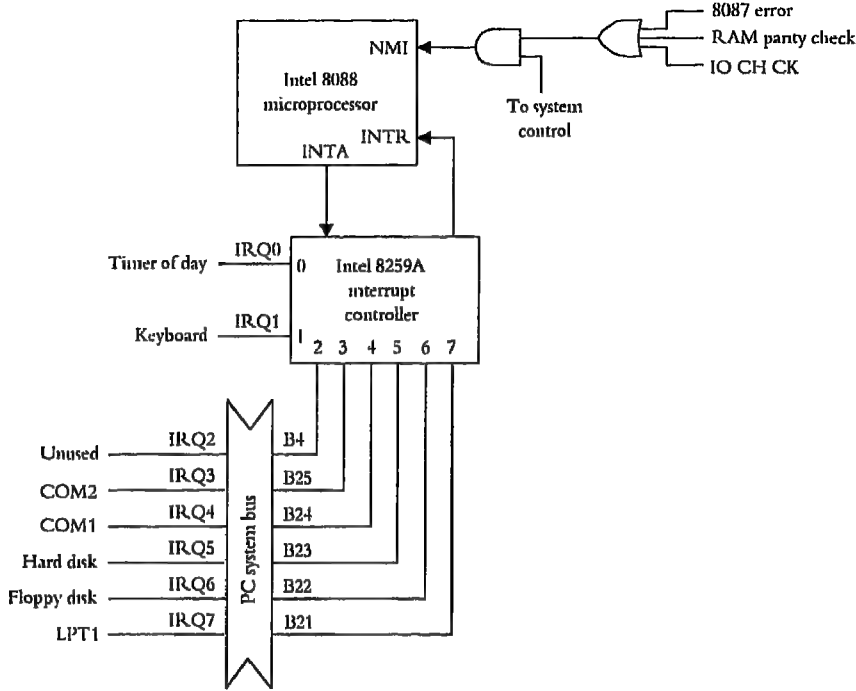 8087 error
NMI
RAM parity check
Intel 8088
microprocessor
IO CH CK
To system
control
INTR
INTA
Timer of day
IRQ0
0
Intel 8259A
interrupt
controller
Keyboard
IRQ1
1
2 3 4 5 6 7
Unused
IRQ2
B4
COM2
IRQ3
B25
COM1
IRQ4
B24
Hard disk
IRQ5
B23
Floppy disk
IRQ6
B22
LPT1
IRQ7
B21
PC system bus